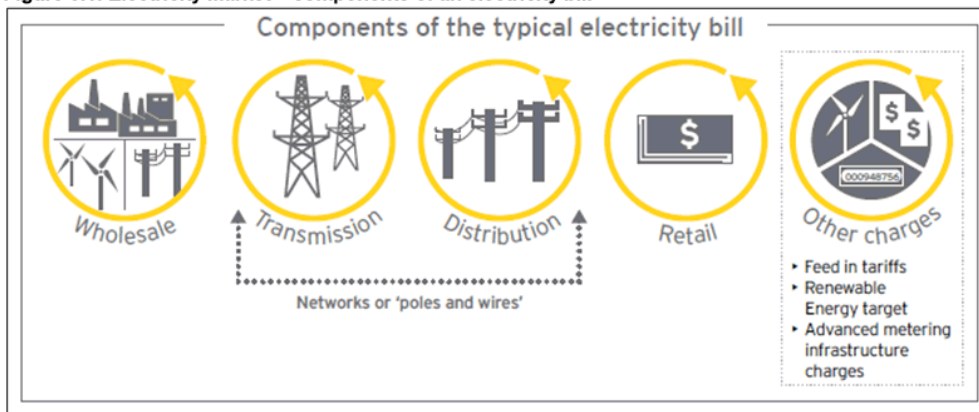 Components of the typical electricity bill
$
$
$
000948756
Wholesale
Transmission
Distribution
Retail
Other charges
Networks or 'poles and wires'
‣ Feed in tariffs
‣ Renewable
Energy target
‣ Advanced metering
infrastructure
charges